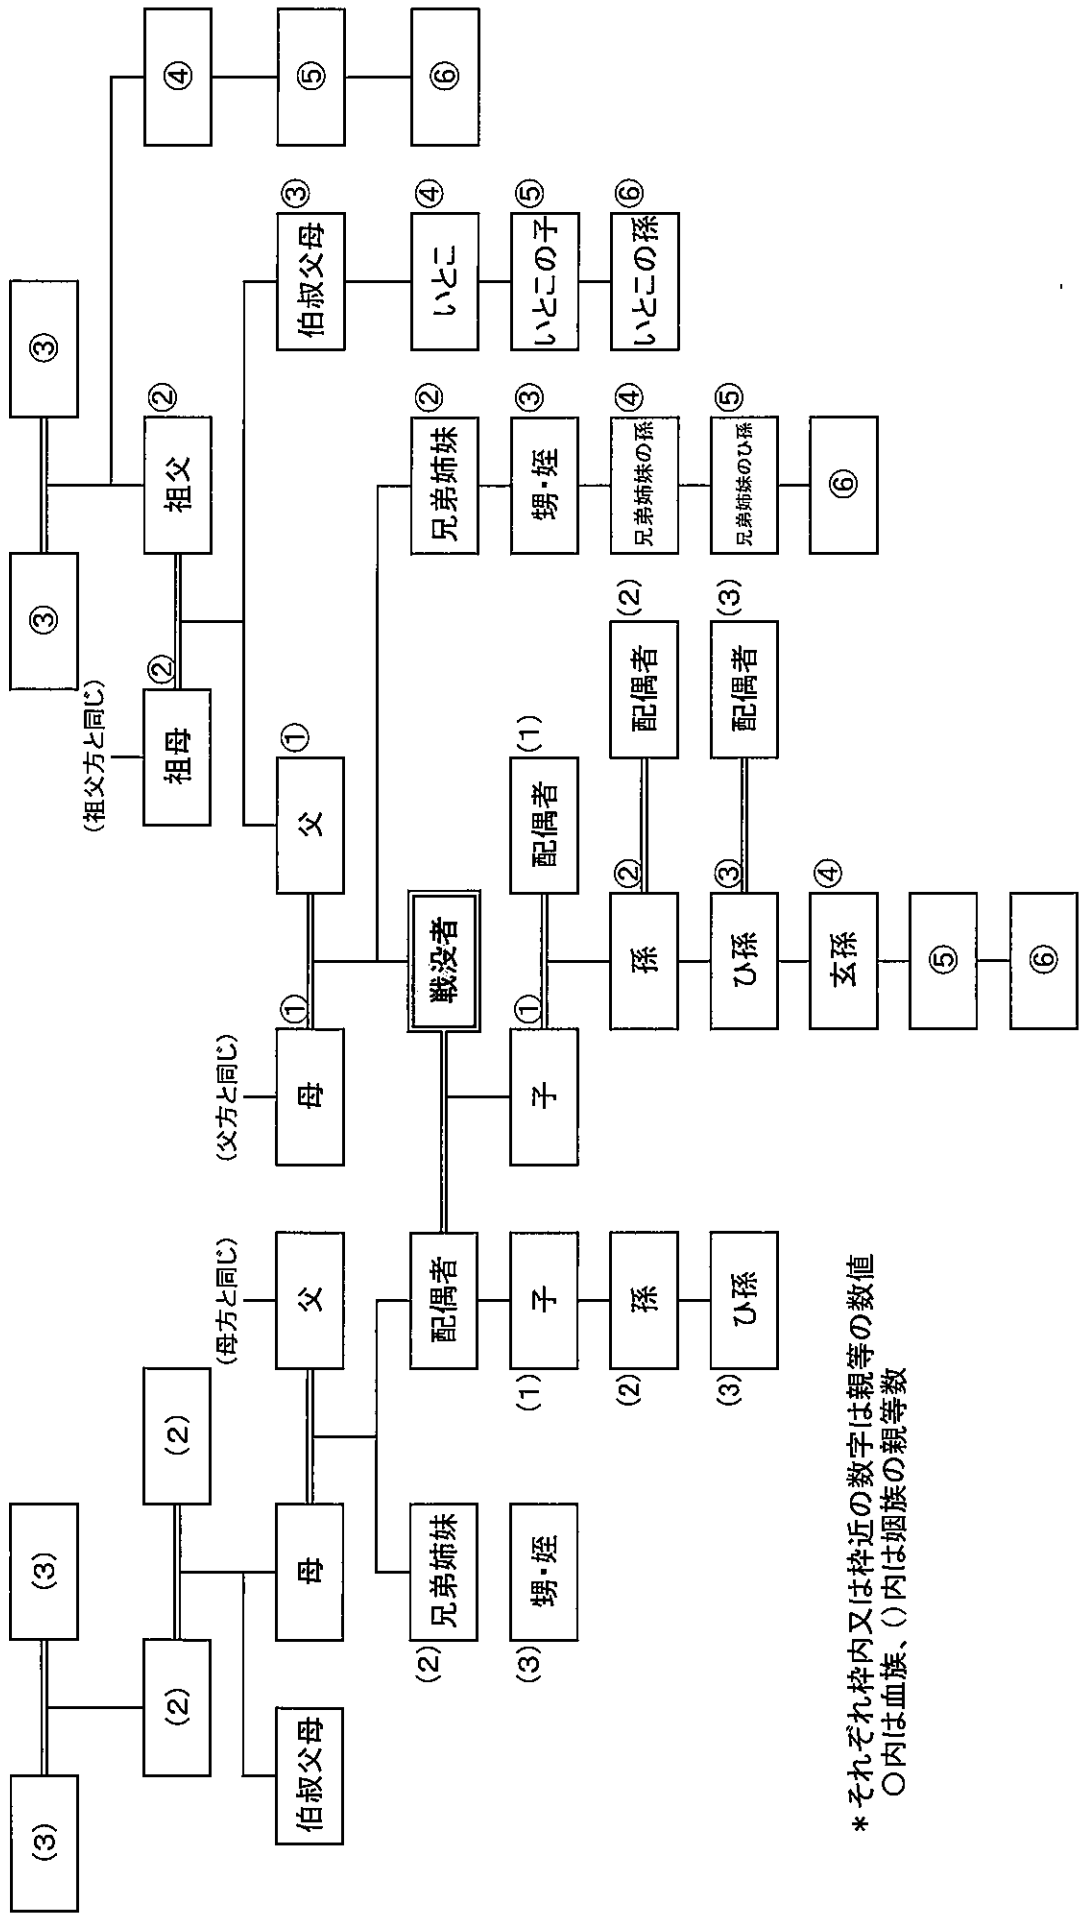 (3) (3) ③ ③
(祖父方と同じ)
(2) (2) 祖母 ② 祖父 ② ④
(母方と同じ) (父方と同じ)
伯叔父母 母 父 母 ① 父 ① 伯叔父母 ③ ⑤
(2) 兄弟姉妹 配偶者 戦没者 兄弟姉妹 ② いとこ ④ ⑥
(3) 甥・姪 (1) 子 子 ① 配偶者 (1) 甥・姪 ③ いとこの子 ⑤
(2) 孫 孫 ② 配偶者 (2) 兄弟姉妹の孫 ④ いとこの孫 ⑥
(3) ひ孫 ひ孫 ③ 配偶者 (3) 兄弟姉妹のひ孫 ⑤
玄孫 ④ ⑥
⑤
⑥
*それぞれ枠内又は枠近の数字は親等の数値
○内は血族、()内は姻族の親等数